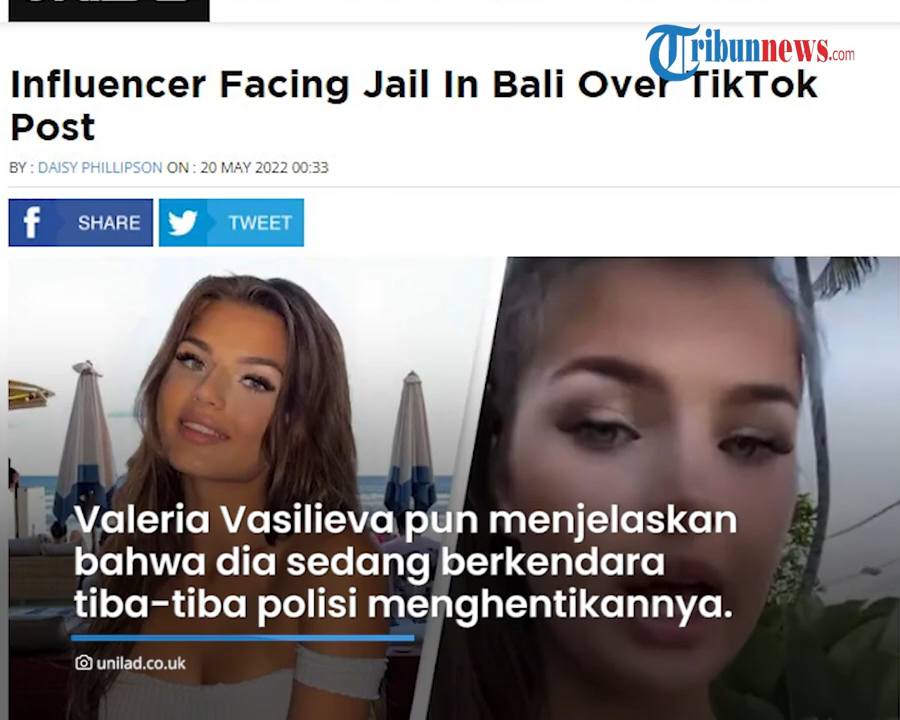 Tribunnews.com
Influencer Facing Jail In Bali Over TikTok
Post
BY : DAISY PHILLIPSON ON : 20 MAY 2022 00:33
f SHARE TWEET
Valeria Vasilieva pun menjelaskan
bahwa dia sedang berkendara
tiba-tiba polisi menghentikannya.
unilad.co.uk